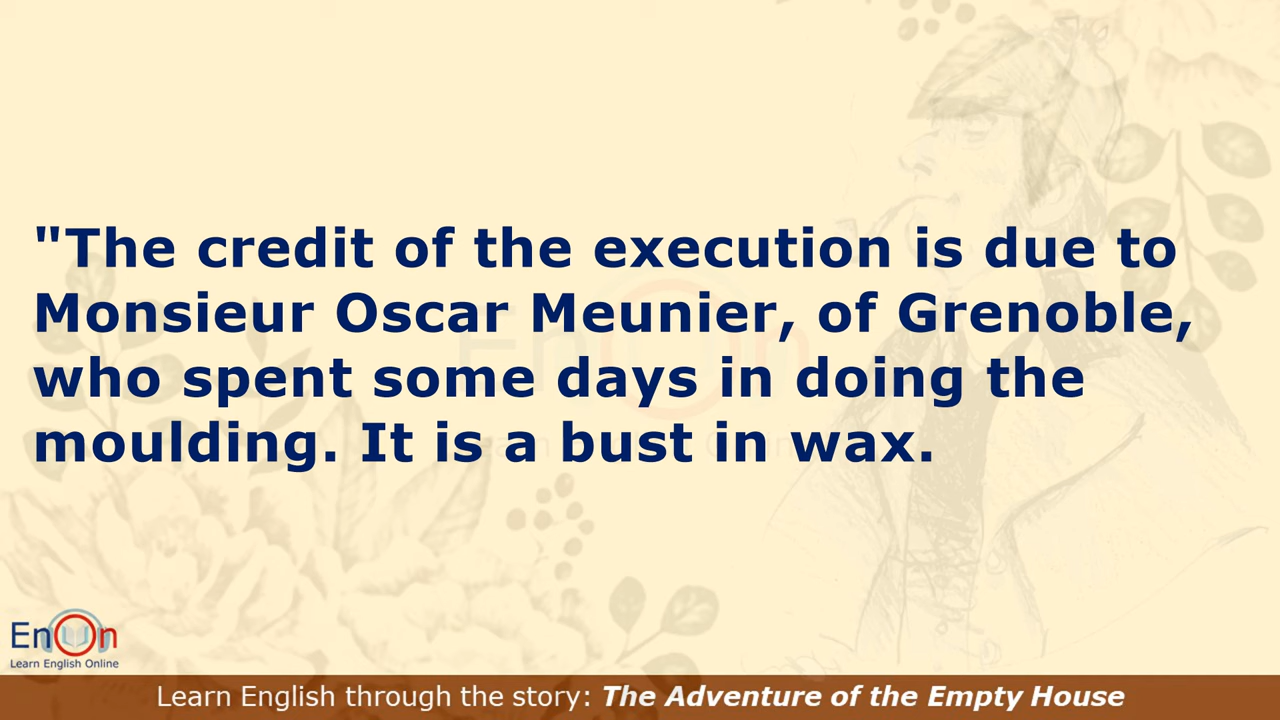 "The credit of the execution is due to
Monsieur Oscar Meunier, of Grenoble,
who spent some days in doing the
moulding. It is a bust in wax.
EnOn
Learn English Online
Learn English through the story: The Adventure of the Empty House